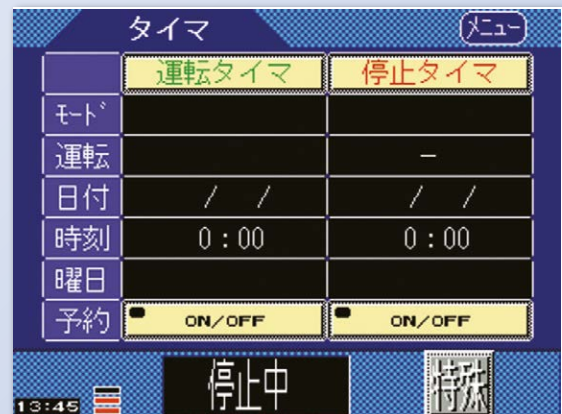 タイマ ﾒﾆｭｰ
運転タイマ 停止タイマ
ﾓｰﾄﾞ
運転 −
日付 / / / /
時刻 0:00 0:00
曜日
予約 ON/OFF ON/OFF
13:45 停止中 特殊